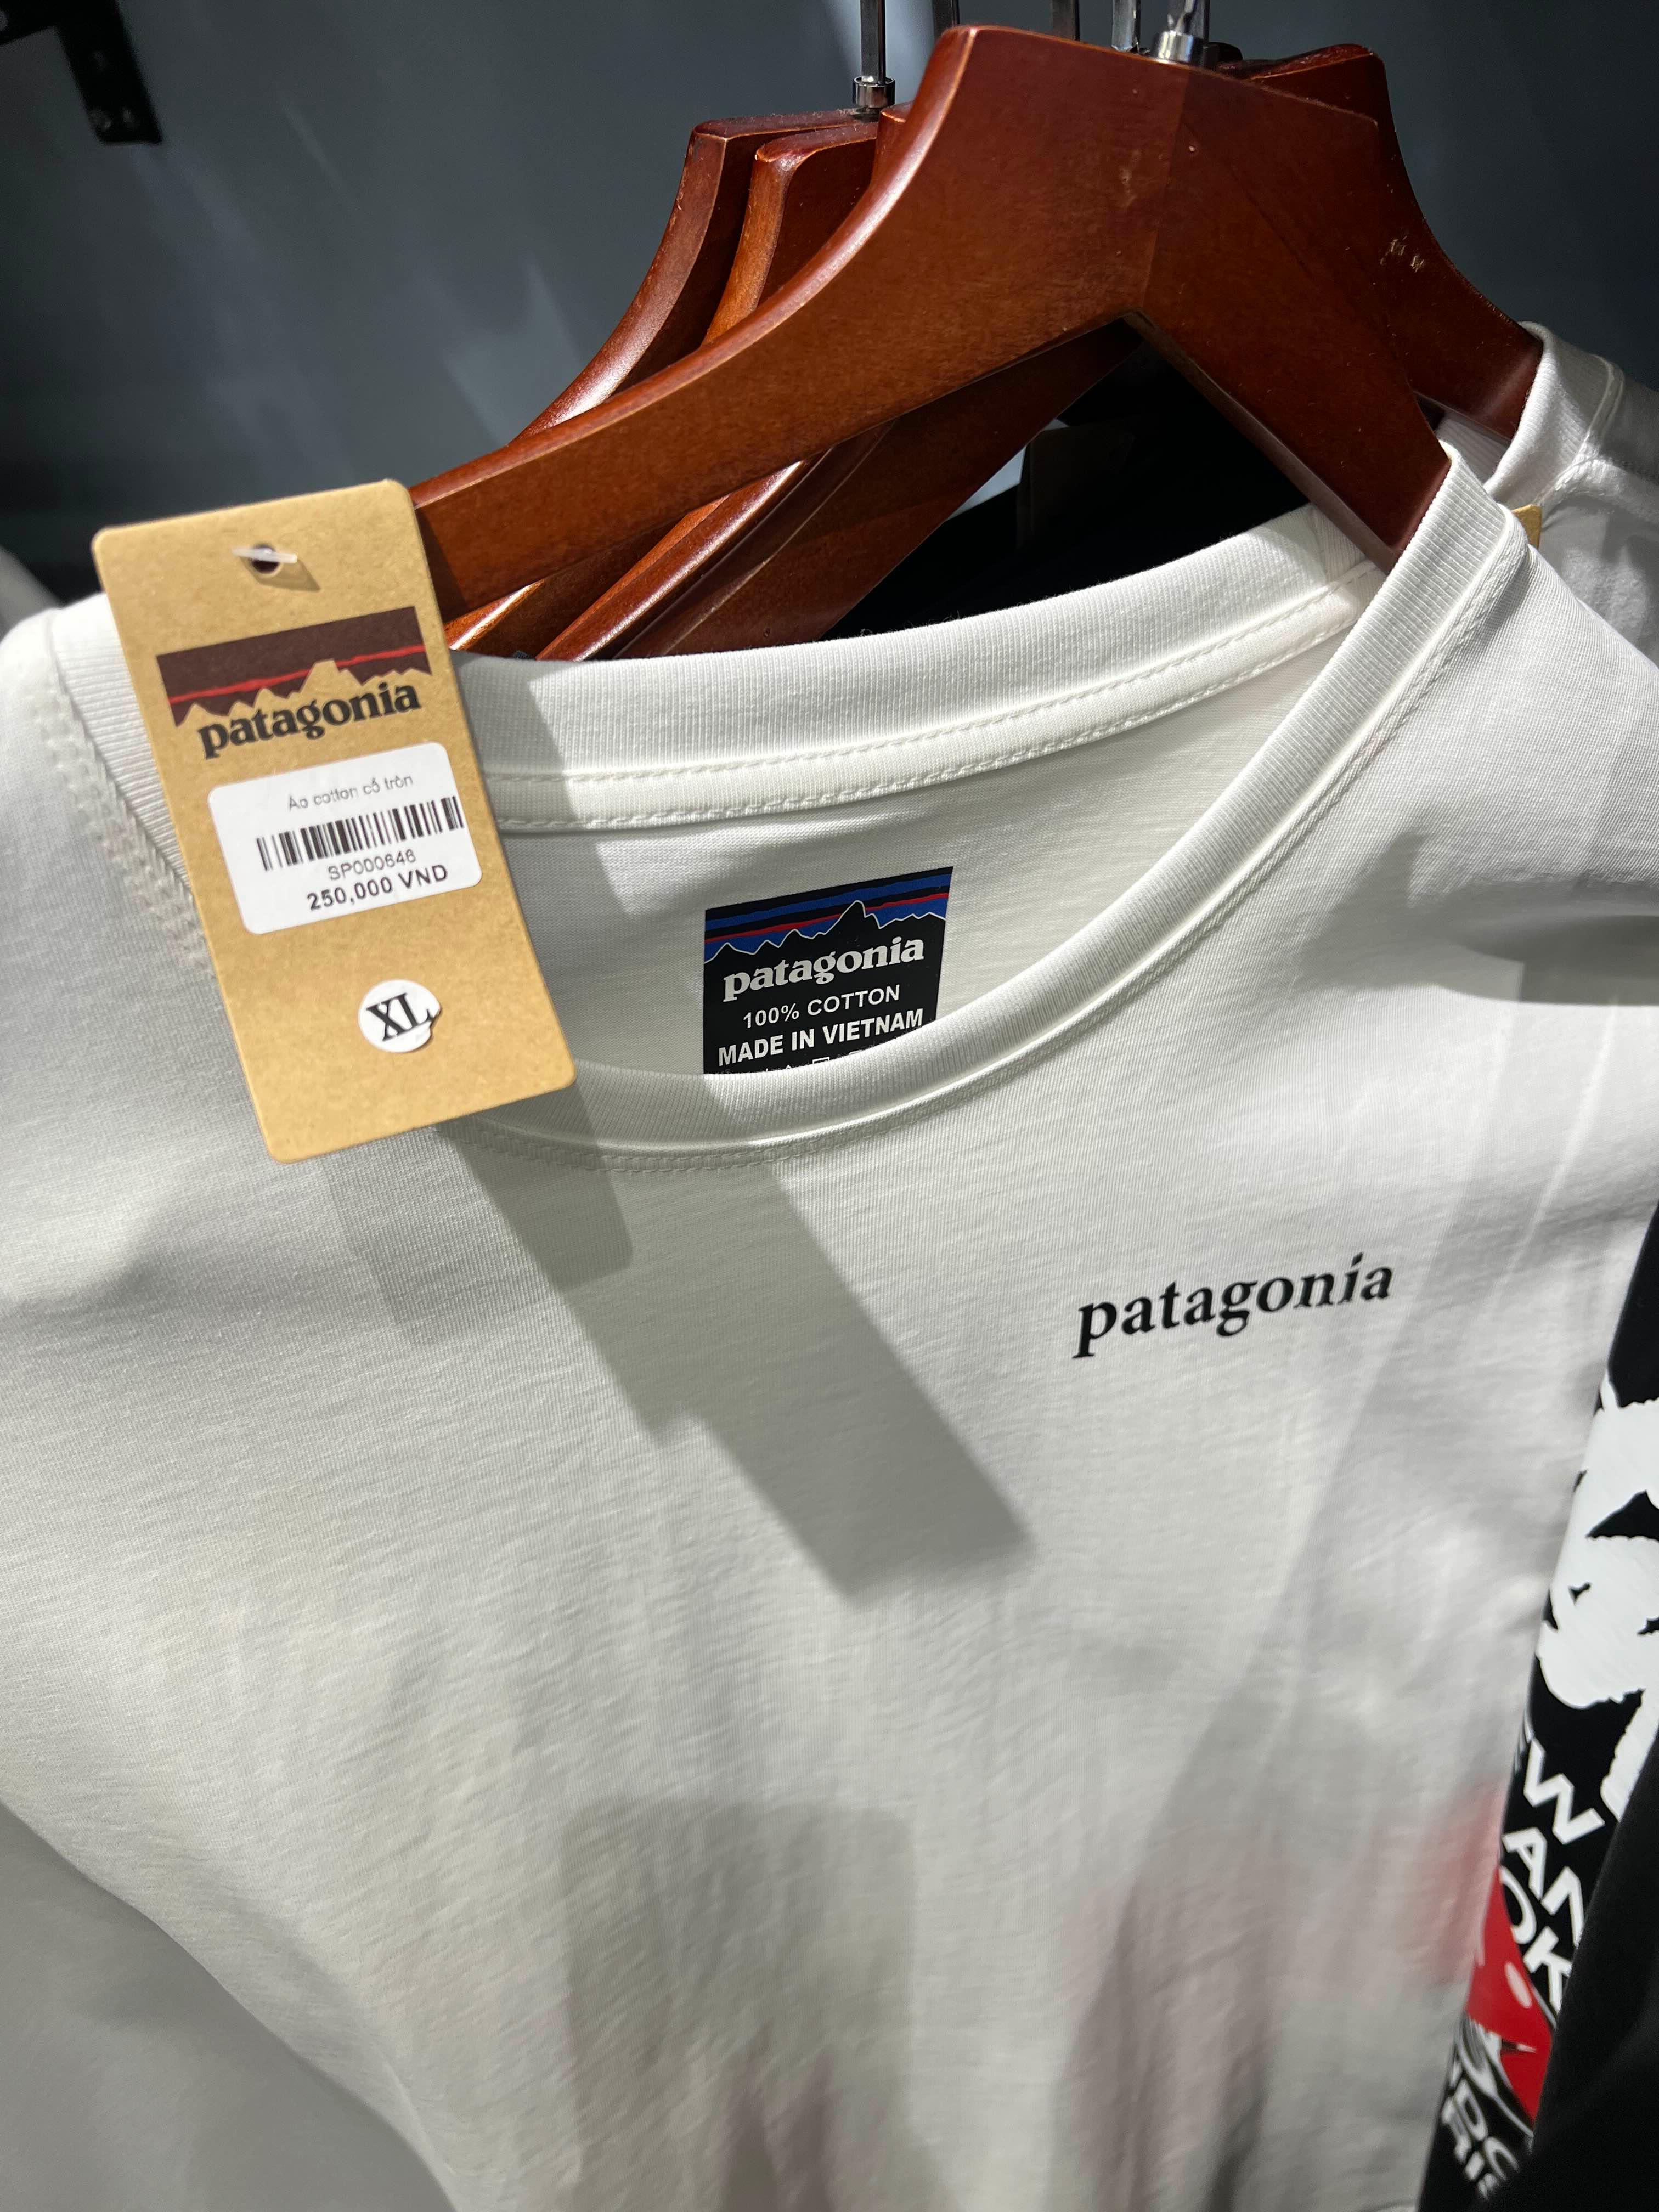 patagonia
Áo cotton cổ tròn
SP000646
250,000 VND
XL
patagonia
100% COTTON
MADE IN VIETNAM
patagonia